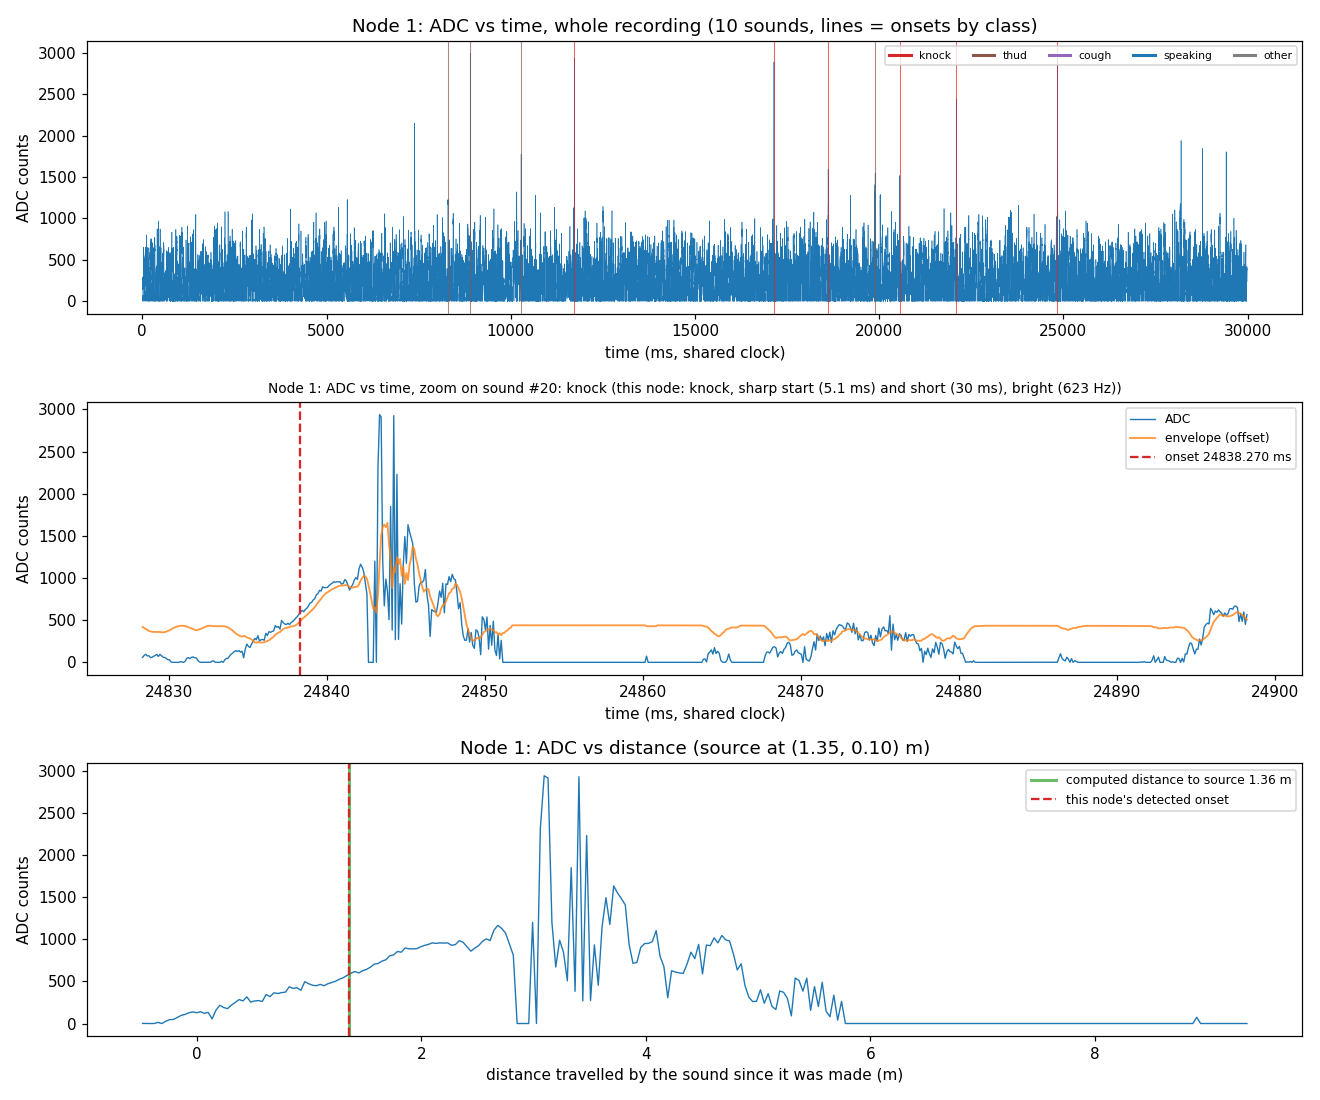 Node 1: ADC vs time, whole recording (10 sounds, lines = onsets by class)
ADC counts
3000
2500
2000
1500
1000
500
0
knock thud cough speaking other
0 5000 10000 15000 20000 25000 30000
time (ms, shared clock)
Node 1: ADC vs time, zoom on sound #20: knock (this node: knock, sharp start (5.1 ms) and short (30 ms), bright (623 Hz))
ADC counts
3000
2500
2000
1500
1000
500
0
ADC
envelope (offset)
onset 24838.270 ms
24830 24840 24850 24860 24870 24880 24890 24900
time (ms, shared clock)
Node 1: ADC vs distance (source at (1.35, 0.10) m)
ADC counts
3000
2500
2000
1500
1000
500
0
computed distance to source 1.36 m
this node's detected onset
0 2 4 6 8
distance travelled by the sound since it was made (m)